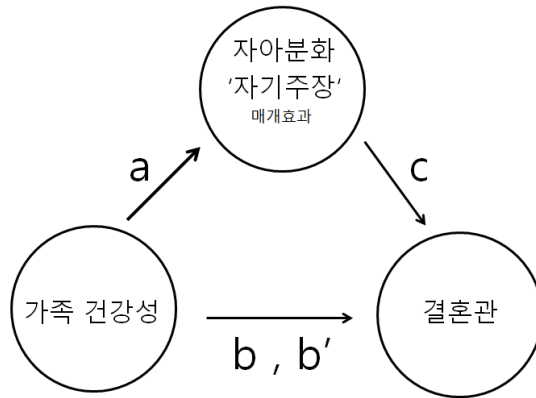 자아분화
‘자기주장‘
매개효과
a
c
가족 건강성
결혼관
b , b’